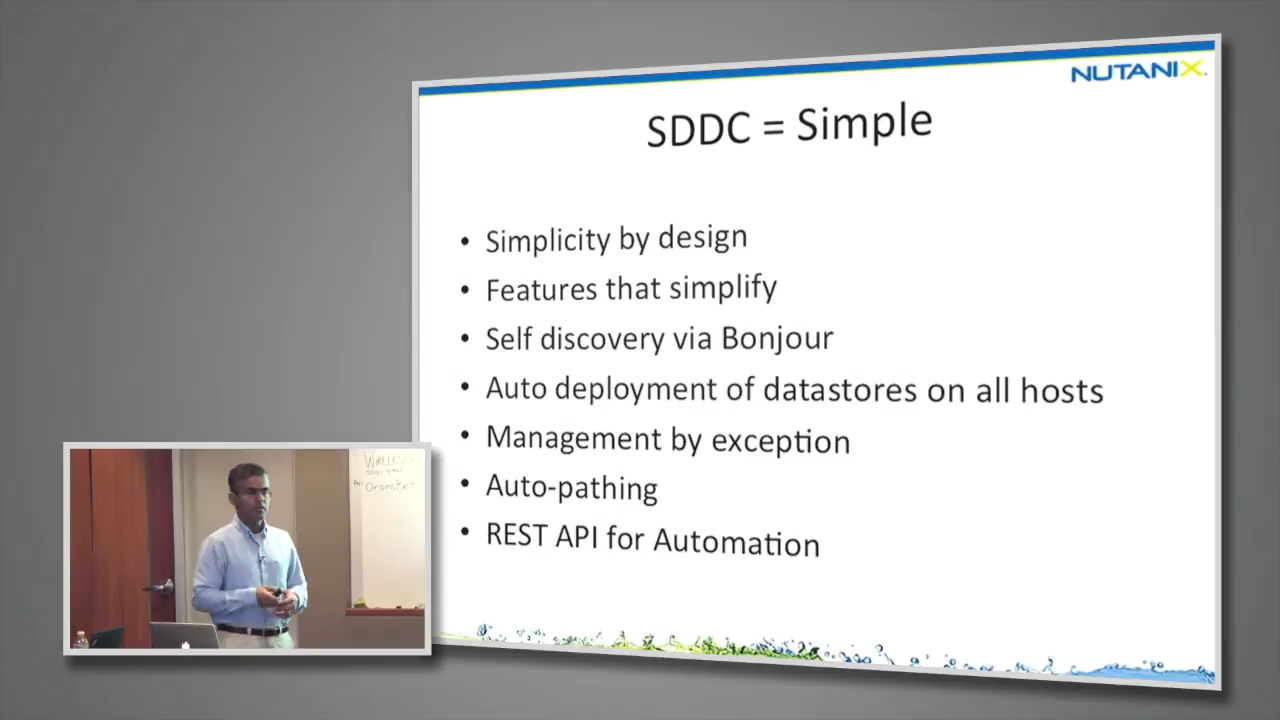 NUTANIX
SDDC = Simple
• Simplicity by design
• Features that simplify
• Self discovery via Bonjour
• Auto deployment of datastores on all hosts
• Management by exception
• Auto-pathing
• REST API for Automation